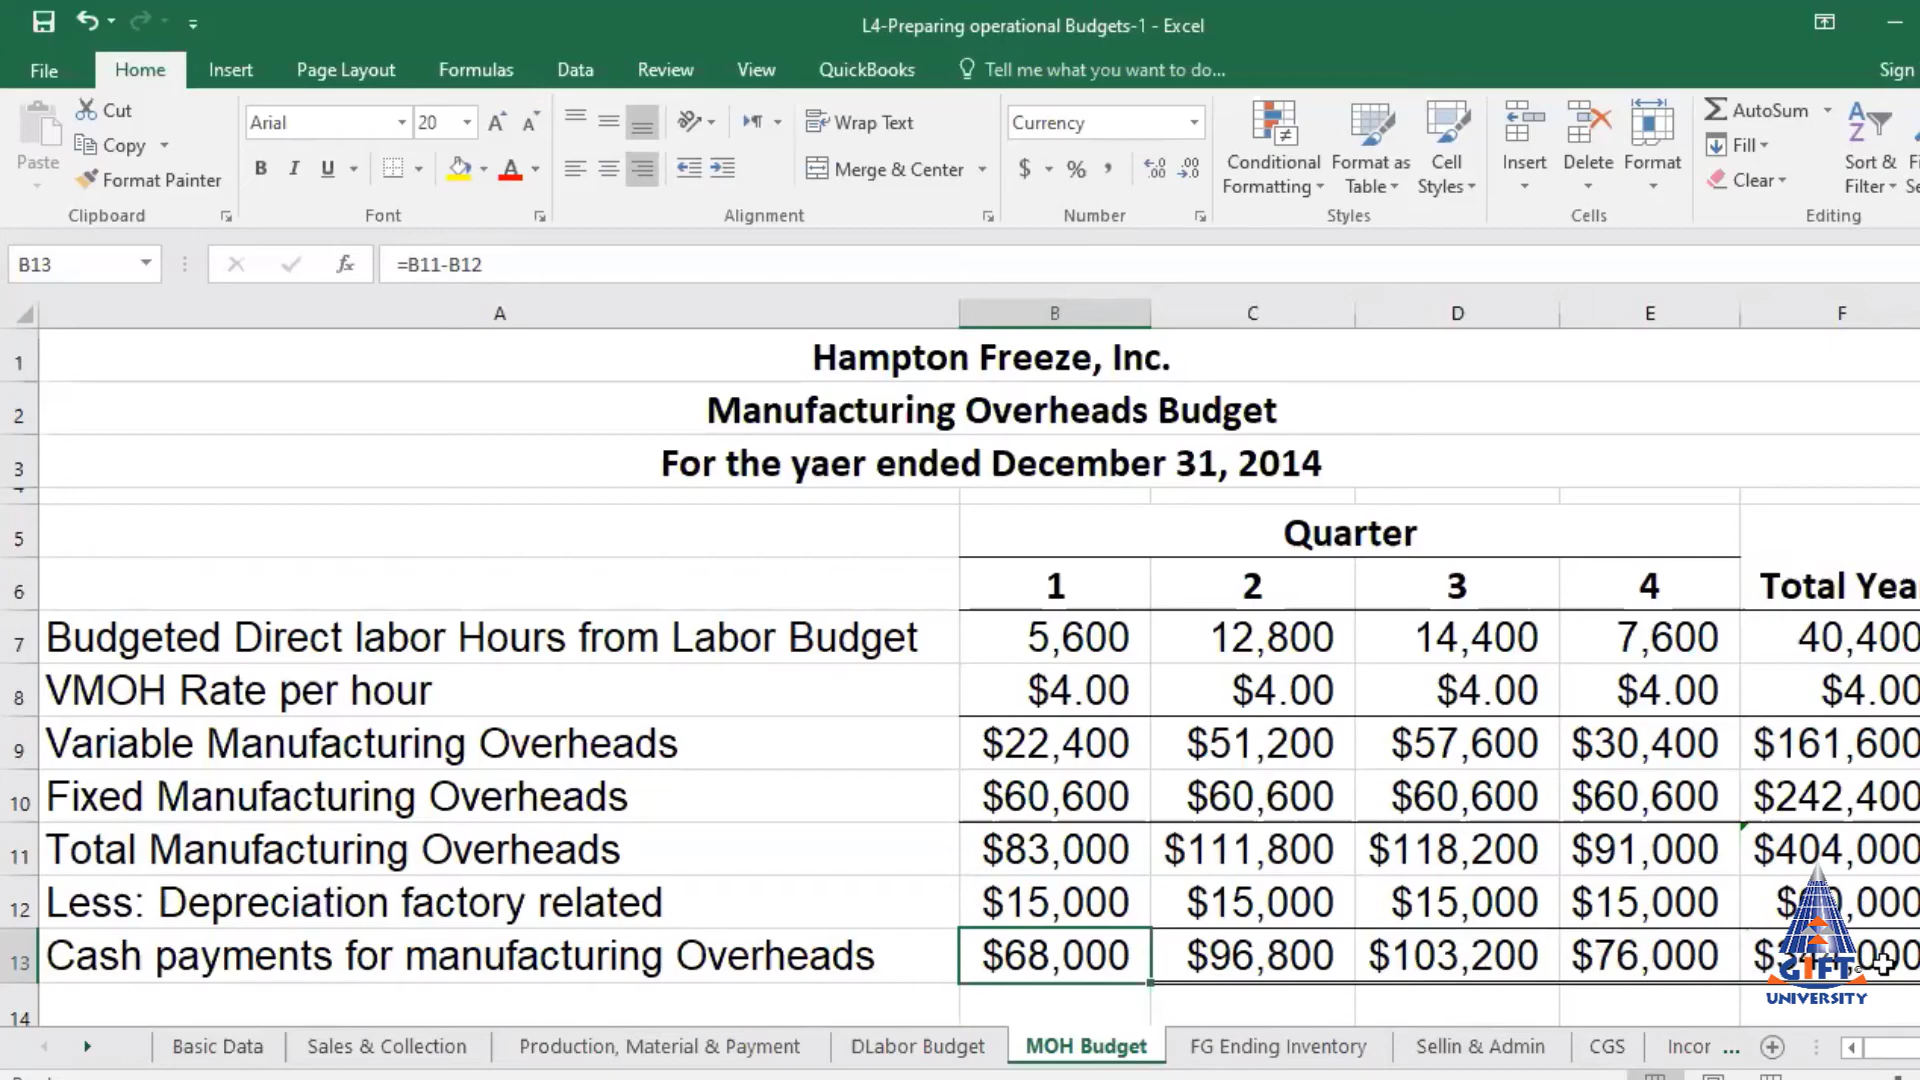 L4-Preparing operational Budgets-1 - Excel
File Home Insert Page Layout Formulas Data Review View QuickBooks Tell me what you want to do... Sign
Paste Cut Copy Format Painter Clipboard
Arial 20 A A B I U A Font
Wrap Text Merge & Center Alignment
Currency $ % , .00 .00 Number
Conditional Formatting Format as Table Cell Styles Styles
Insert Delete Format Cells
AutoSum Fill Clear Sort & Filter Editing
B13 fx =B11-B12
A B C D E F
1 Hampton Freeze, Inc.
2 Manufacturing Overheads Budget
3 For the yaer ended December 31, 2014
5 Quarter
6 1 2 3 4 Total Yea
7 Budgeted Direct labor Hours from Labor Budget 5,600 12,800 14,400 7,600 40,400
8 VMOH Rate per hour $4.00 $4.00 $4.00 $4.00 $4.00
9 Variable Manufacturing Overheads $22,400 $51,200 $57,600 $30,400 $161,600
10 Fixed Manufacturing Overheads $60,600 $60,600 $60,600 $60,600 $242,400
11 Total Manufacturing Overheads $83,000 $111,800 $118,200 $91,000 $404,000
12 Less: Depreciation factory related $15,000 $15,000 $15,000 $15,000
13 Cash payments for manufacturing Overheads $68,000 $96,800 $103,200 $76,000
GIFT
UNIVERSITY
14
Basic Data Sales & Collection Production, Material & Payment DLabor Budget MOH Budget FG Ending Inventory Sellin & Admin CGS Incor ...